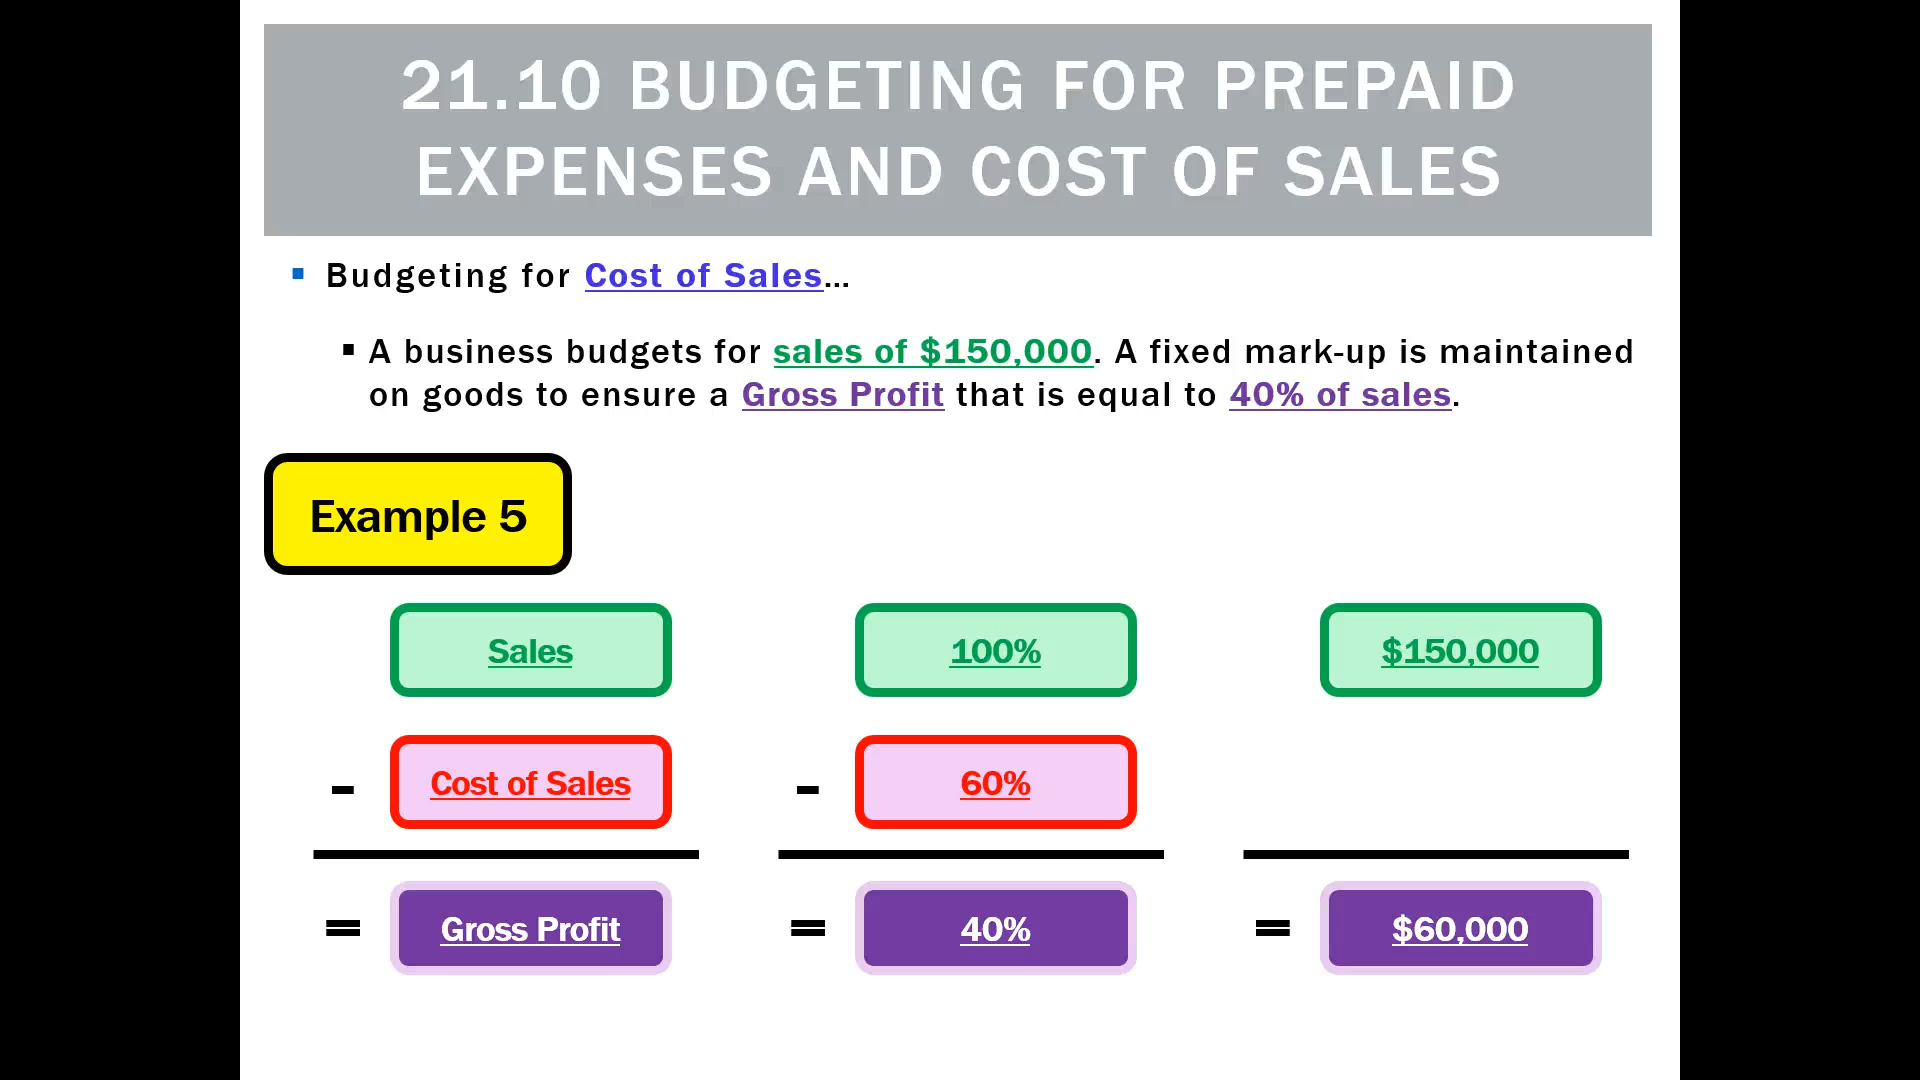 21.10 BUDGETING FOR PREPAID
EXPENSES AND COST OF SALES
▪ Budgeting for Cost of Sales...
▪ A business budgets for sales of $150,000. A fixed mark-up is maintained
on goods to ensure a Gross Profit that is equal to 40% of sales.
Example 5
Sales 100% $150,000
- Cost of Sales - 60%
= Gross Profit = 40% = $60,000